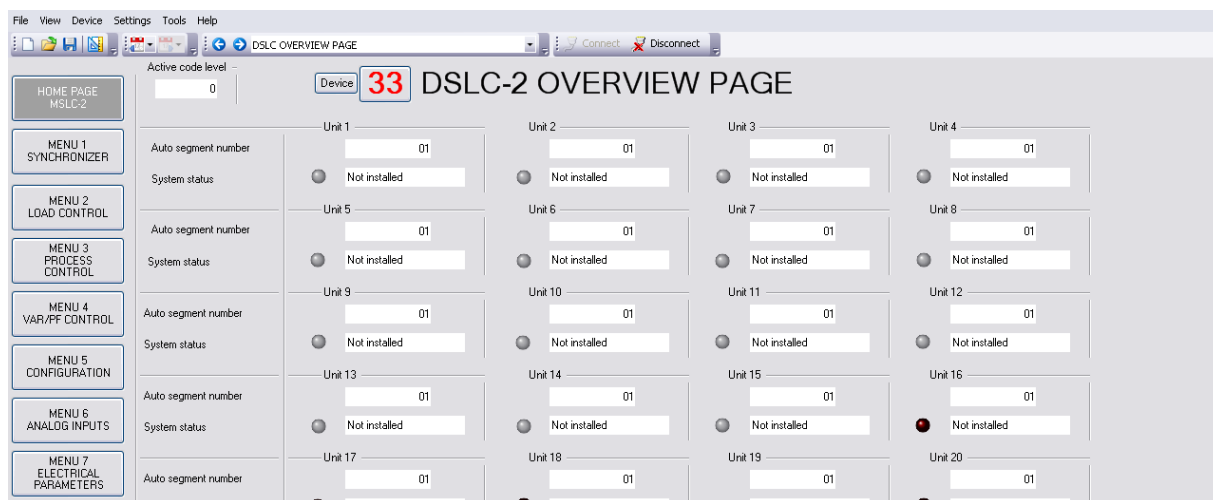 File View Device Settings Tools Help
DSLC OVERVIEW PAGE Connect Disconnect
Active code level
0
Device 33 DSLC-2 OVERVIEW PAGE
HOME PAGE
MSLC-2
MENU 1
SYNCHRONIZER
MENU 2
LOAD CONTROL
MENU 3
PROCESS
CONTROL
MENU 4
VAR/PF CONTROL
MENU 5
CONFIGURATION
MENU 6
ANALOG INPUTS
MENU 7
ELECTRICAL
PARAMETERS
Unit 1 Unit 2 Unit 3 Unit 4
Auto segment number 01 01 01 01
System status Not installed Not installed Not installed Not installed
Unit 5 Unit 6 Unit 7 Unit 8
Auto segment number 01 01 01 01
System status Not installed Not installed Not installed Not installed
Unit 9 Unit 10 Unit 11 Unit 12
Auto segment number 01 01 01 01
System status Not installed Not installed Not installed Not installed
Unit 13 Unit 14 Unit 15 Unit 16
Auto segment number 01 01 01 01
System status Not installed Not installed Not installed Not installed
Unit 17 Unit 18 Unit 19 Unit 20
Auto segment number 01 01 01 01